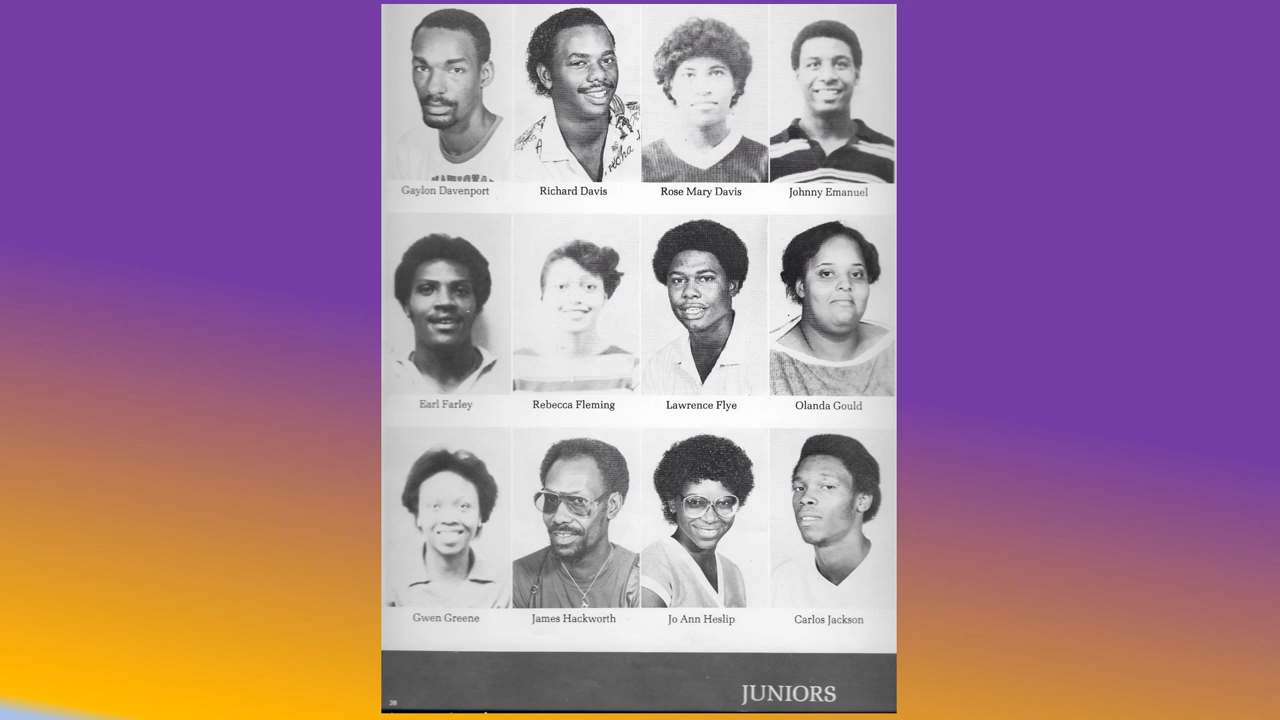 Gaylon Davenport
Richard Davis
Rose Mary Davis
Johnny Emanuel
Earl Farley
Rebecca Fleming
Lawrence Flye
Olanda Gould
Gwen Greene
James Hackworth
Jo Ann Heslip
Carlos Jackson
38
JUNIORS